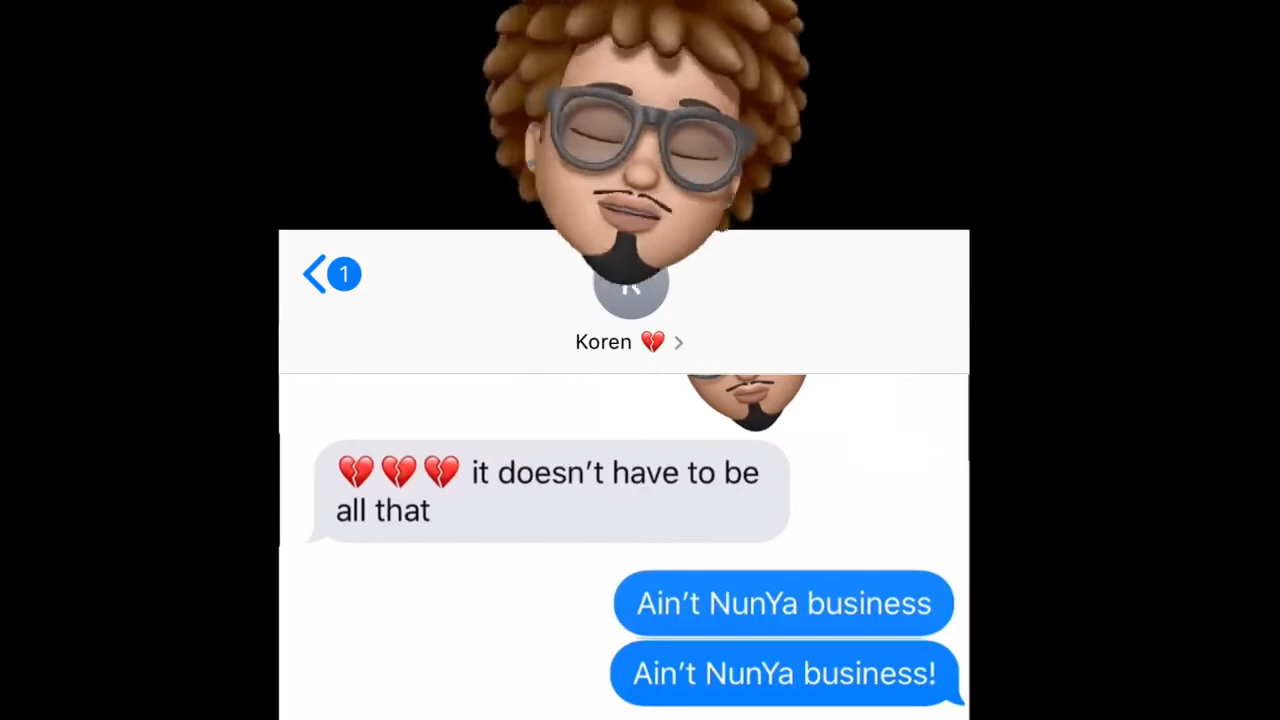 1
Koren 💔
💔💔💔 it doesn’t have to be
all that
Ain’t NunYa business
Ain’t NunYa business!